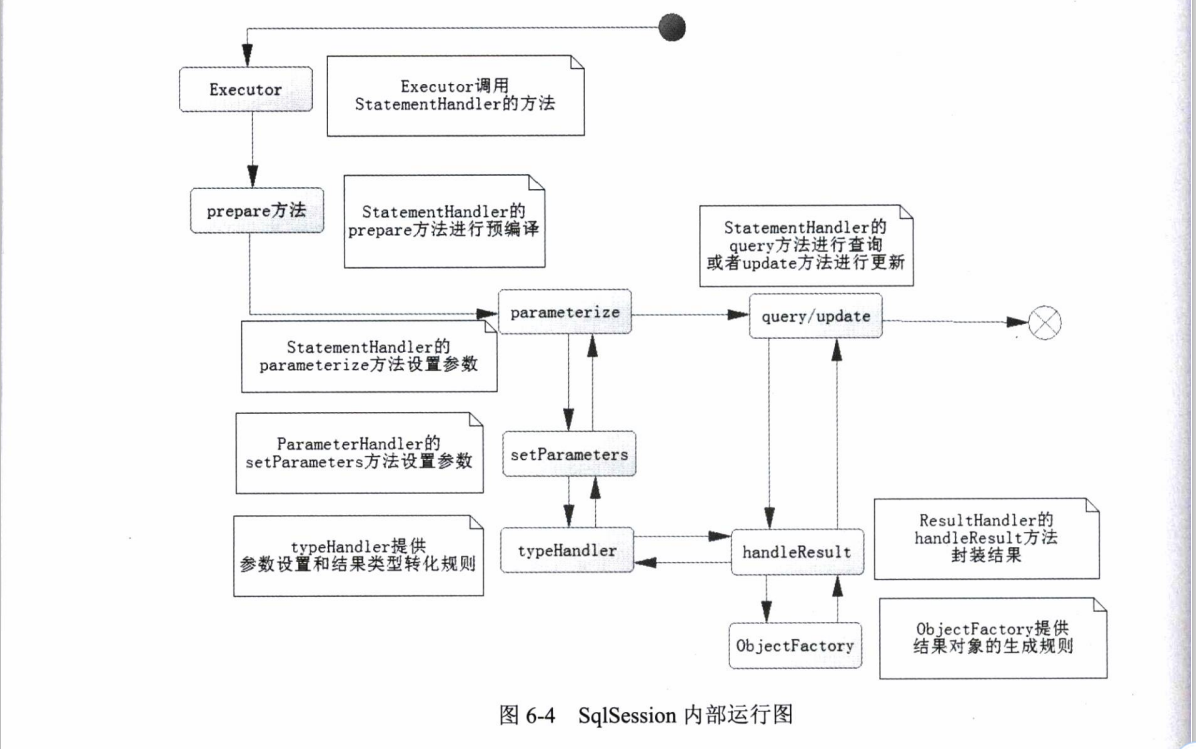 Executor
Executor调用
StatementHandler的方法
prepare方法
StatementHandler的
prepare方法进行预编译
StatementHandler的
query方法进行查询
或者update方法进行更新
parameterize
query/update
StatementHandler的
parameterize方法设置参数
ParameterHandler的
setParameters方法设置参数
setParameters
typeHandler提供
参数设置和结果类型转化规则
typeHandler
handleResult
ResultHandler的
handleResult方法
封装结果
ObjectFactory
ObjectFactory提供
结果对象的生成规则
图 6-4 SqlSession 内部运行图